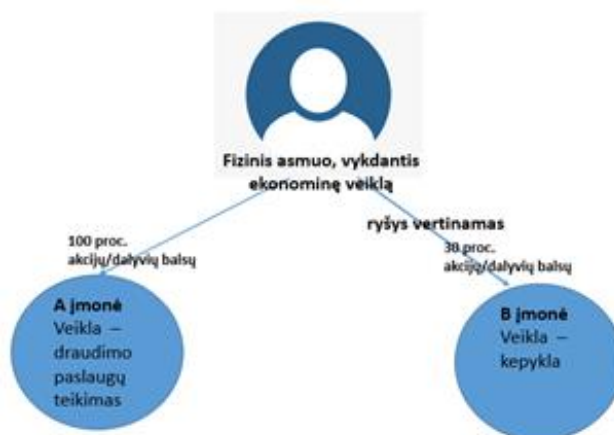 Fizinis asmuo, vykdantis
ekonominę veiklą
ryšys vertinamas
100 proc.
akcijų/dalyvių balsų
30 proc.
akcijų/dalyvių balsų
A įmonė
Veikla –
draudimo
paslaugų
teikimas
B įmonė
Veikla –
kepykla